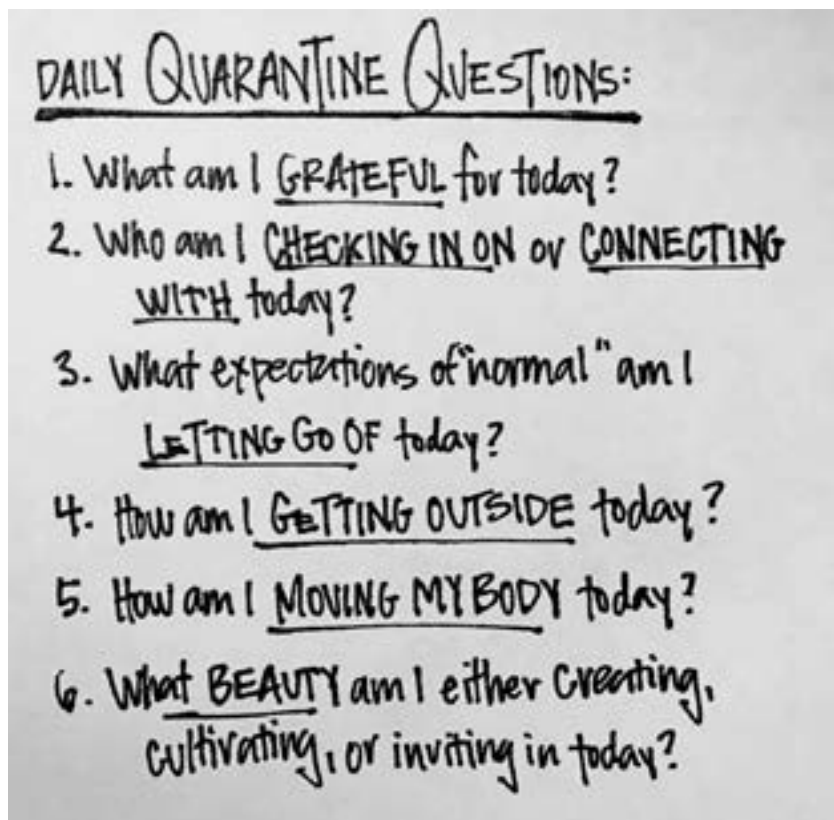 DAILY QUARANTINE QUESTIONS:
1. What am I GRATEFUL for today?
2. Who am I CHECKING IN ON or CONNECTING
WITH today?
3. What expectations of "normal" am I
LETTING GO OF today?
4. How am I GETTING OUTSIDE today?
5. How am I MOVING MY BODY today?
6. What BEAUTY am I either creating,
cultivating, or inviting in today?